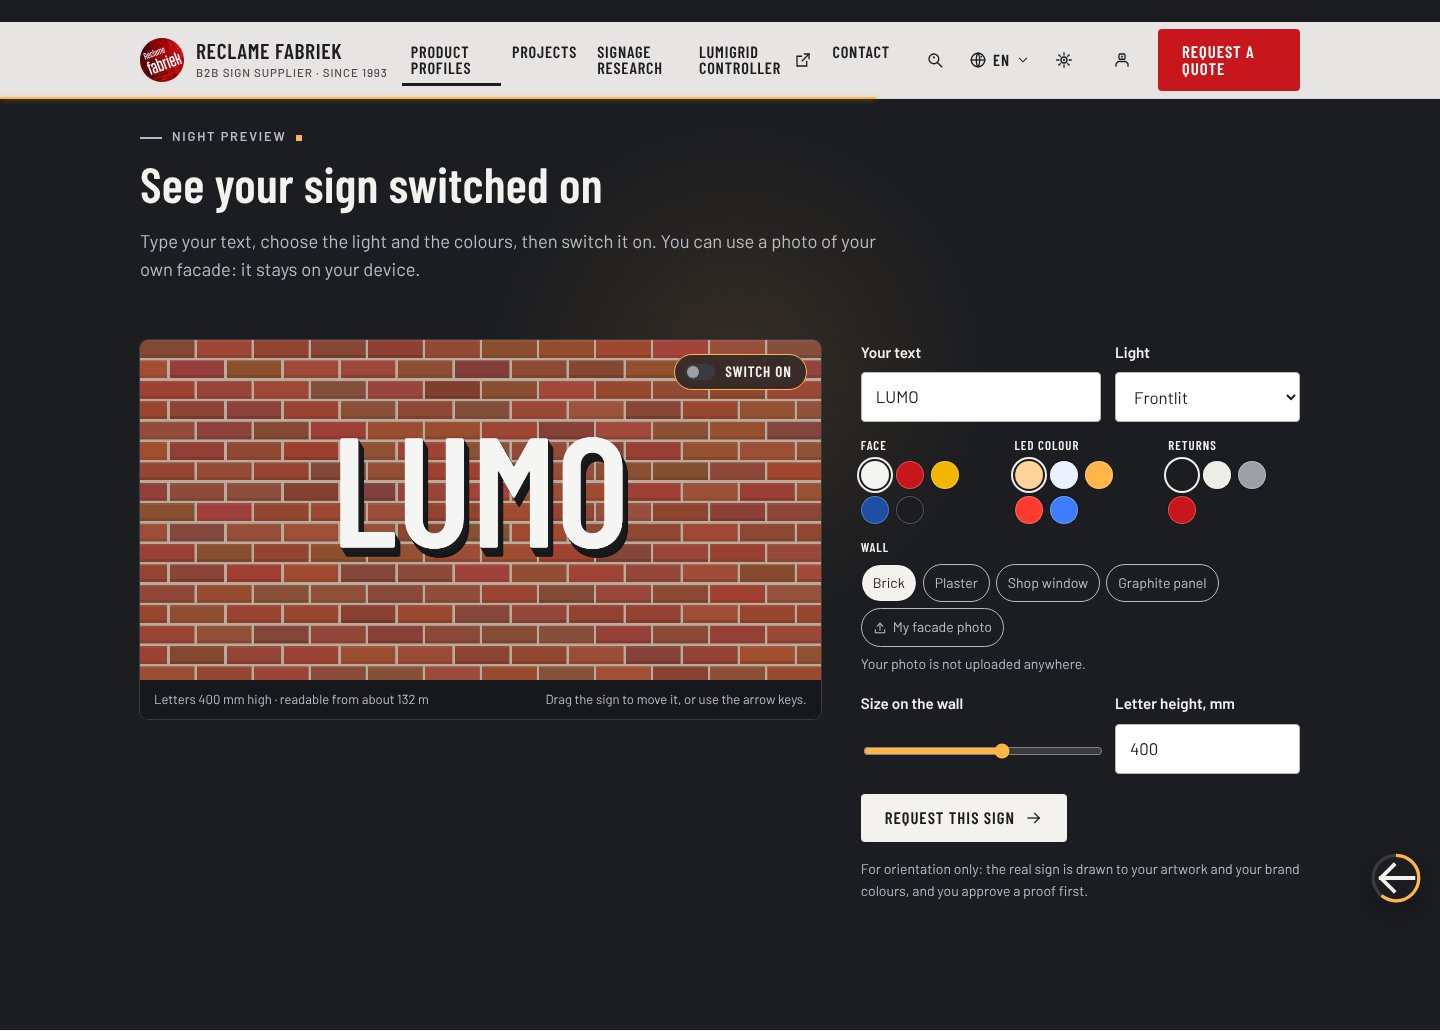 Reclame fabriek
RECLAME FABRIEK
B2B SIGN SUPPLIER · SINCE 1993
PRODUCT PROFILES
PROJECTS
SIGNAGE RESEARCH
LUMIGRID CONTROLLER
CONTACT
EN
REQUEST A QUOTE
NIGHT PREVIEW
See your sign switched on
Type your text, choose the light and the colours, then switch it on. You can use a photo of your
own facade: it stays on your device.
SWITCH ON
LUMO
Letters 400 mm high · readable from about 132 m
Drag the sign to move it, or use the arrow keys.
Your text
Light
LUMO
Frontlit
FACE
LED COLOUR
RETURNS
WALL
Brick
Plaster
Shop window
Graphite panel
My facade photo
Your photo is not uploaded anywhere.
Size on the wall
Letter height, mm
400
REQUEST THIS SIGN
For orientation only: the real sign is drawn to your artwork and your brand
colours, and you approve a proof first.